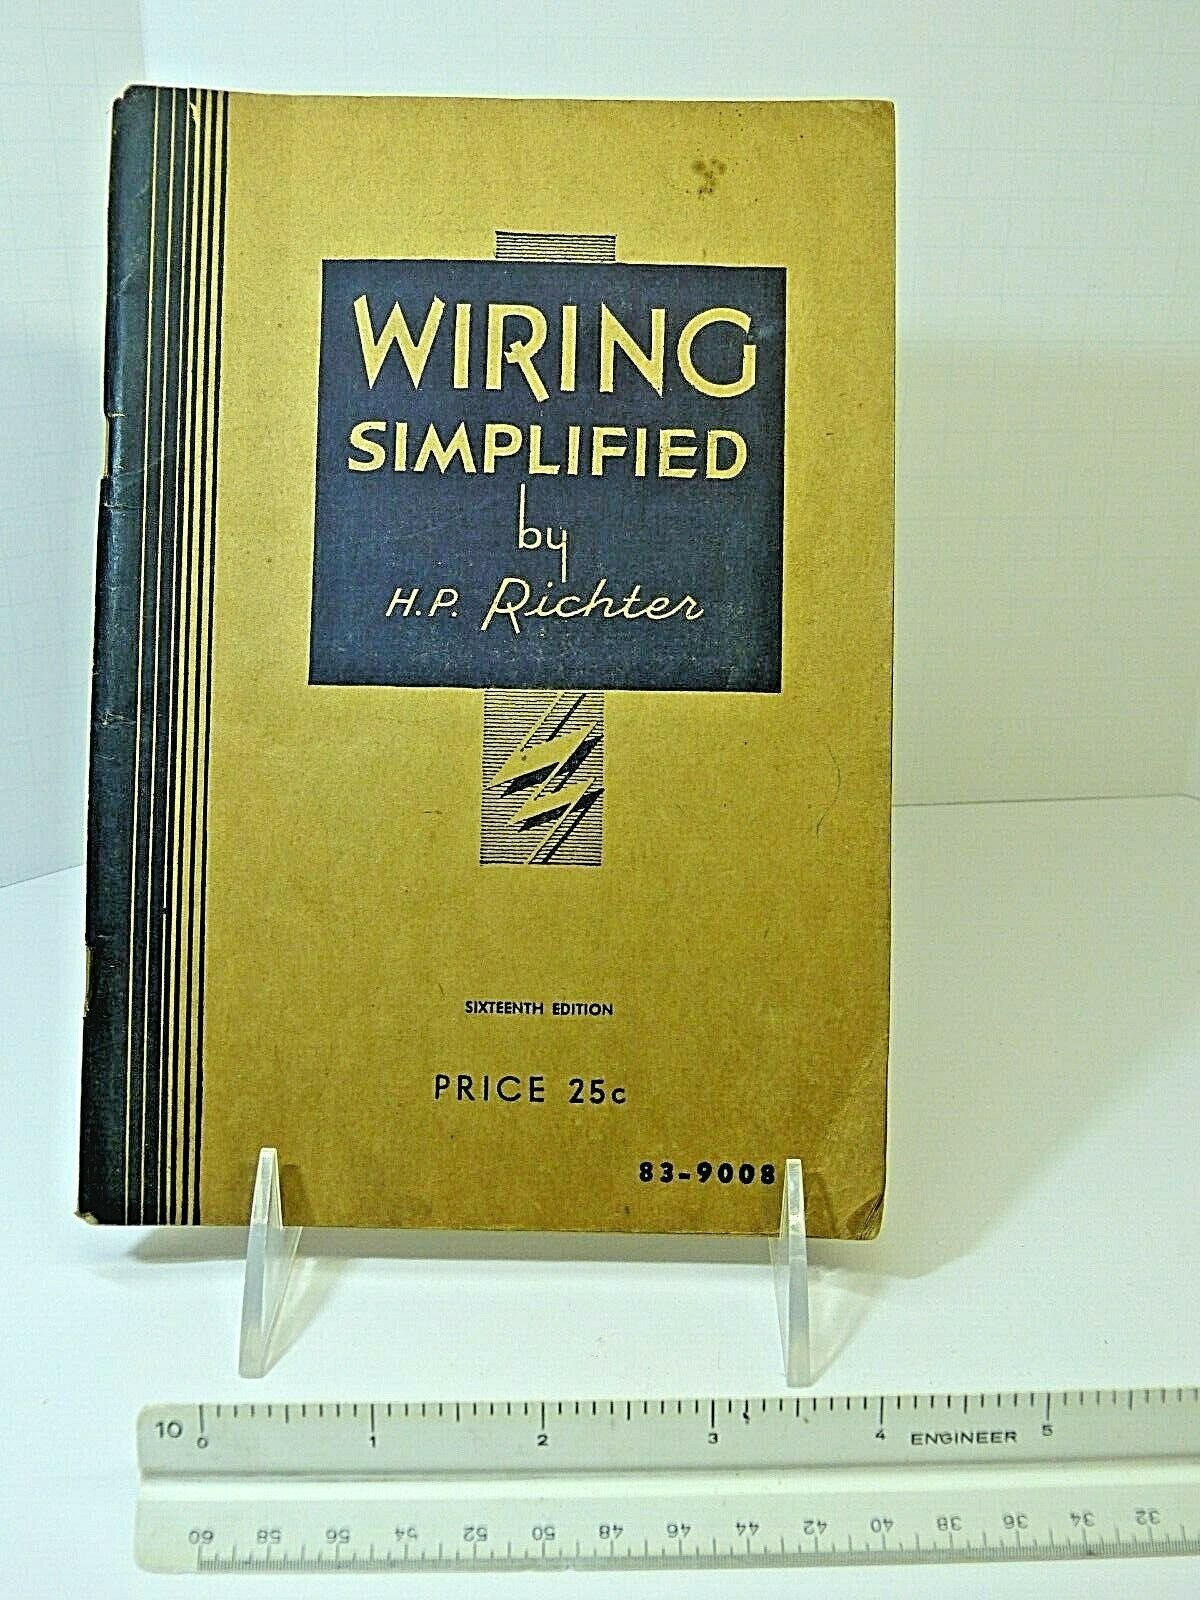 WIRING
SIMPLIFIED
by
H.P. Richter
SIXTEENTH EDITION
PRICE 25c
83-9008
10 0 1 2 3 4 ENGINEER 5
60 58 56 54 52 50 48 46 44 42 40 38 36 34 32